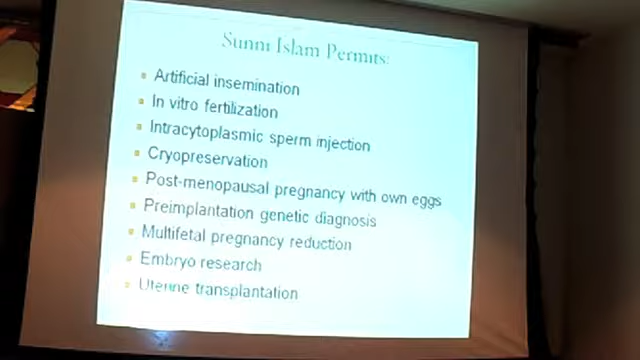 Sunni Islam Permits:
Artificial insemination
In vitro fertilization
Intracytoplasmic sperm injection
Cryopreservation
Post-menopausal pregnancy with own eggs
Preimplantation genetic diagnosis
Multifetal pregnancy reduction
Embryo research
Uterine transplantation